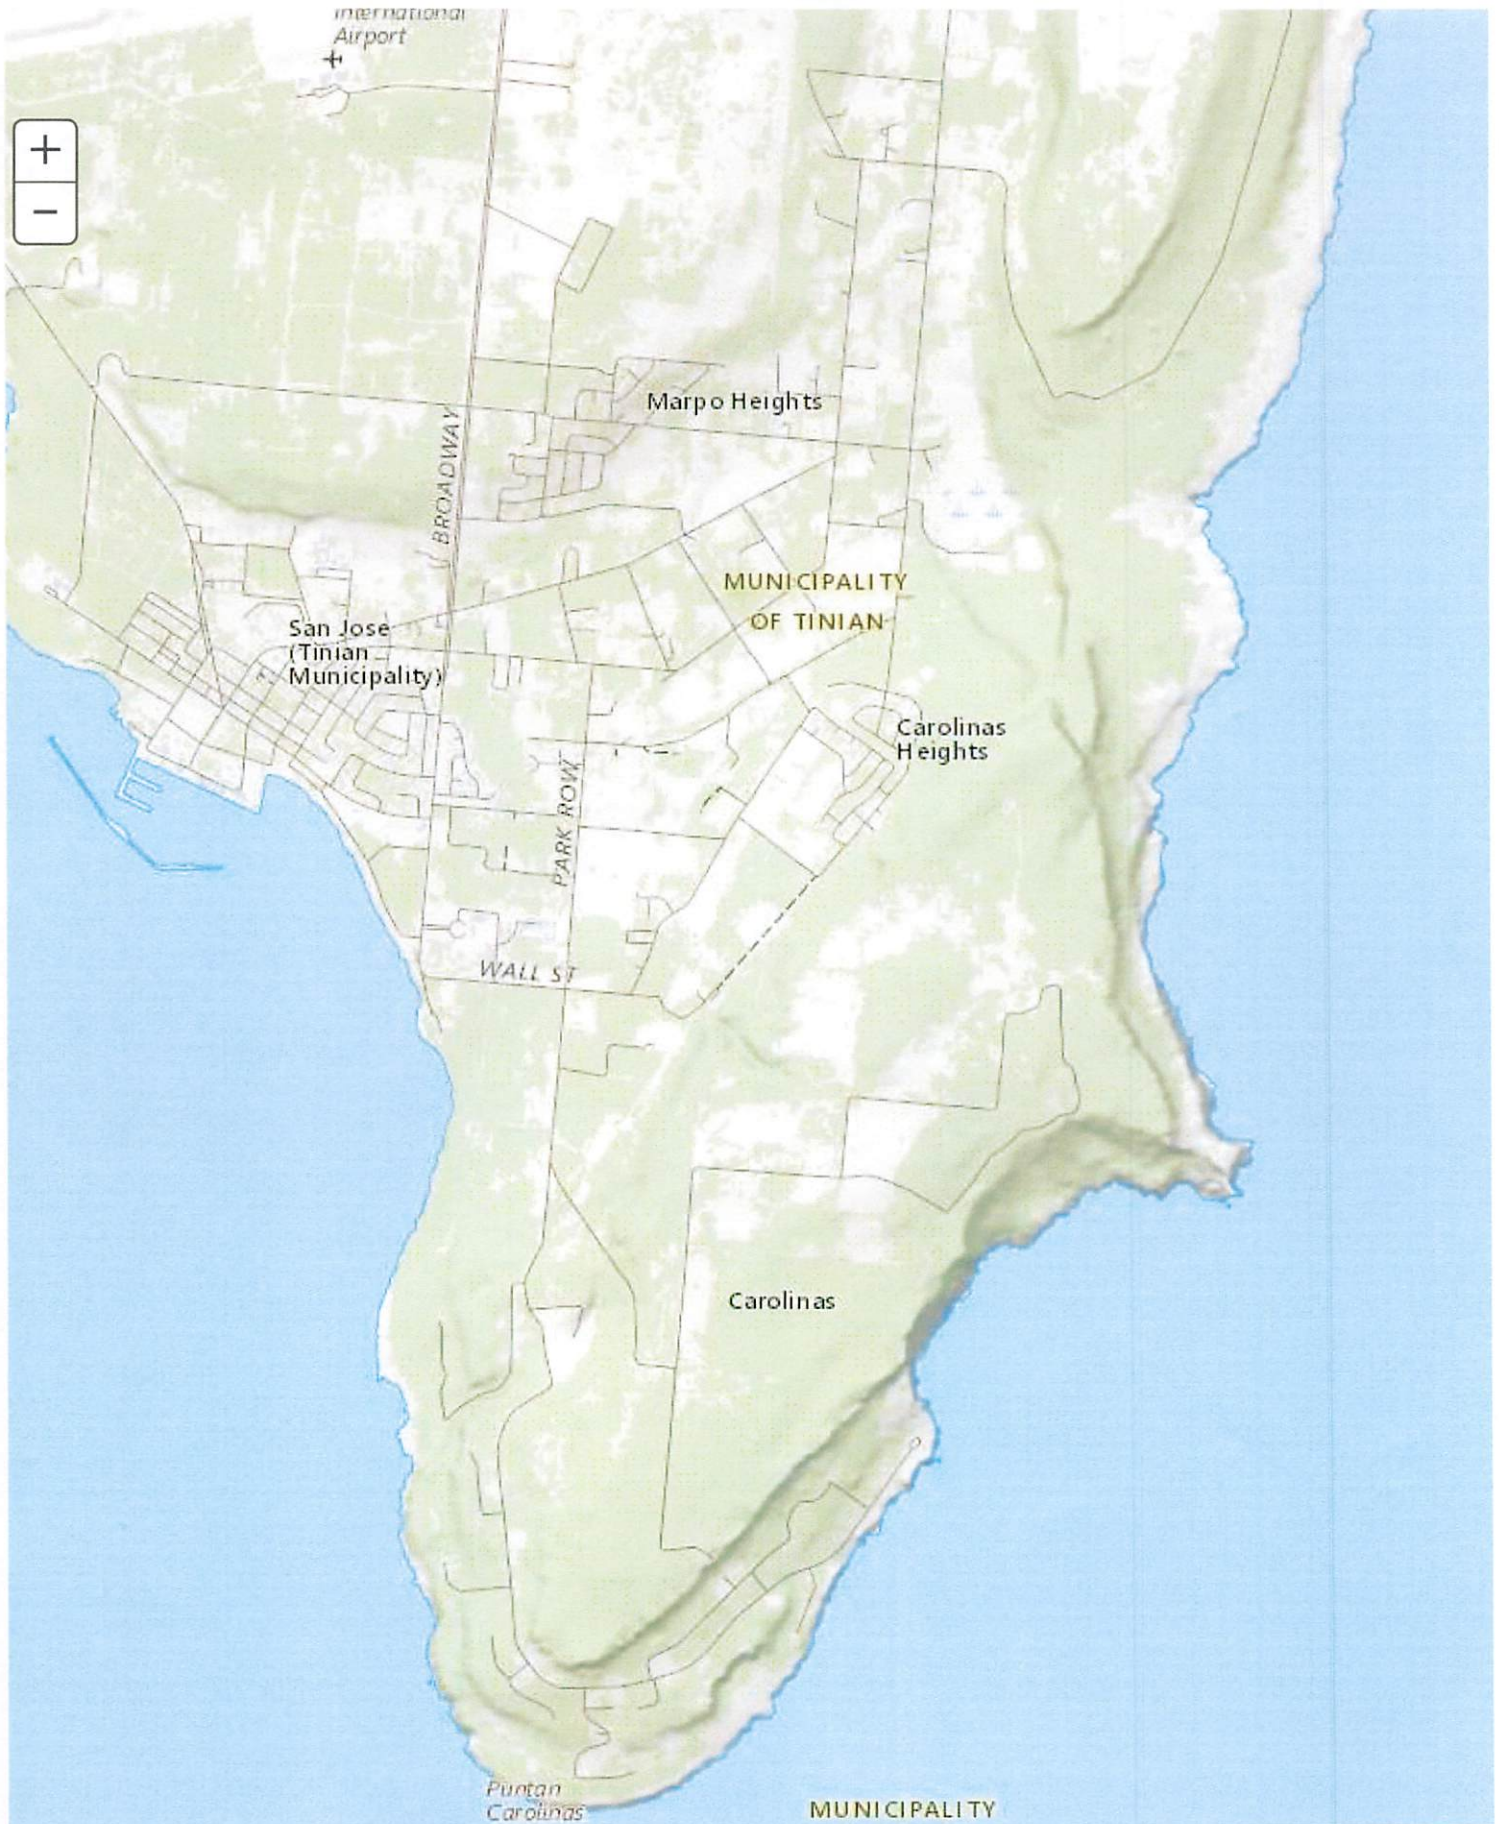 International
Airport
+
−
Marpo Heights
BROADWAY
MUNICIPALITY
OF TINIAN
San Jose
(Tinian
Municipality)
Carolinas
Heights
PARK ROW
WALL ST
Carolinas
Puntan
Carolinas
MUNICIPALITY